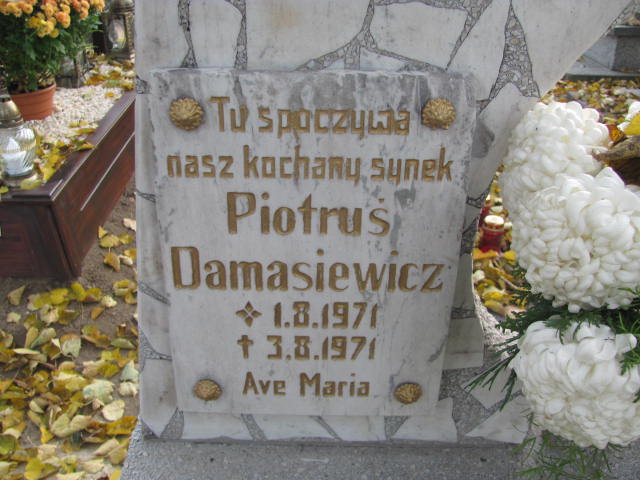 Tu spoczywa
nasz kochany synek
Piotruś
Damasiewicz
✥ 1.8.1971
† 3.8.1971
Ave Maria